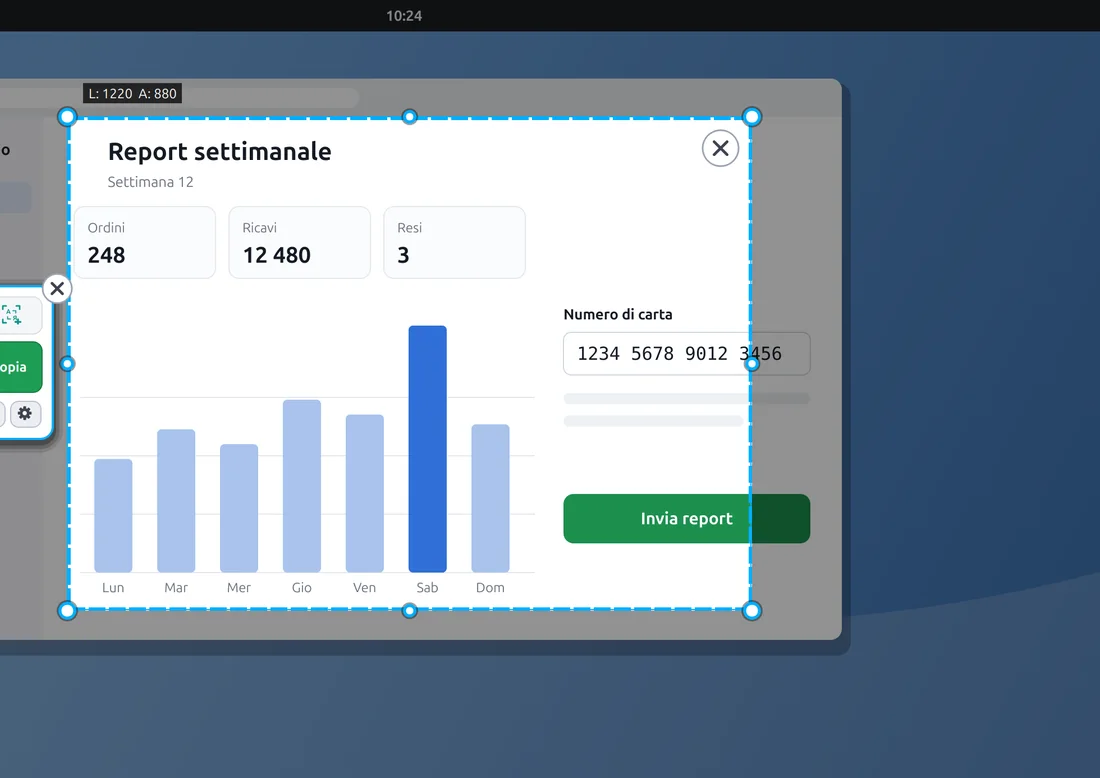 10:24
L: 1220 A: 880
o
Report settimanale
Settimana 12
Ordini
248
Ricavi
12 480
Resi
3
opia
Numero di carta
1234 5678 9012 3456
Invia report
Lun Mar Mer Gio Ven Sab Dom